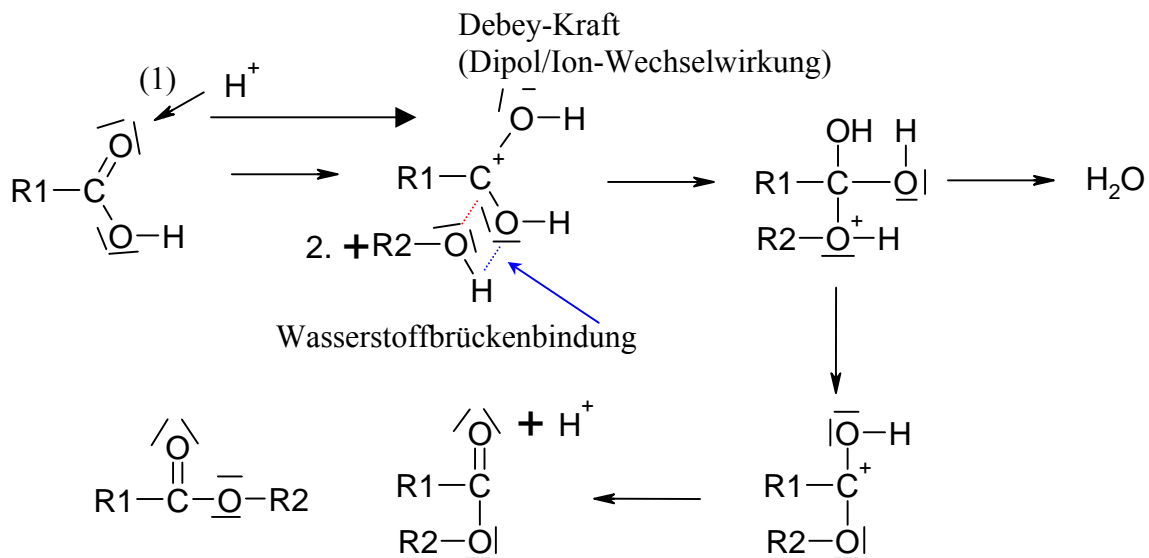 Debey-Kraft
(Dipol/Ion-Wechselwirkung)
(1) H+
O
R1 C
O H
O H
R1 C +
O H
2. +R2 O
H
Wasserstoffbrückenbindung
OH H
R1 C O
R2 O + H
H2O
O
R1 C O R2
O + H+
R1 C
R2 O
O H
R1 C +
R2 O